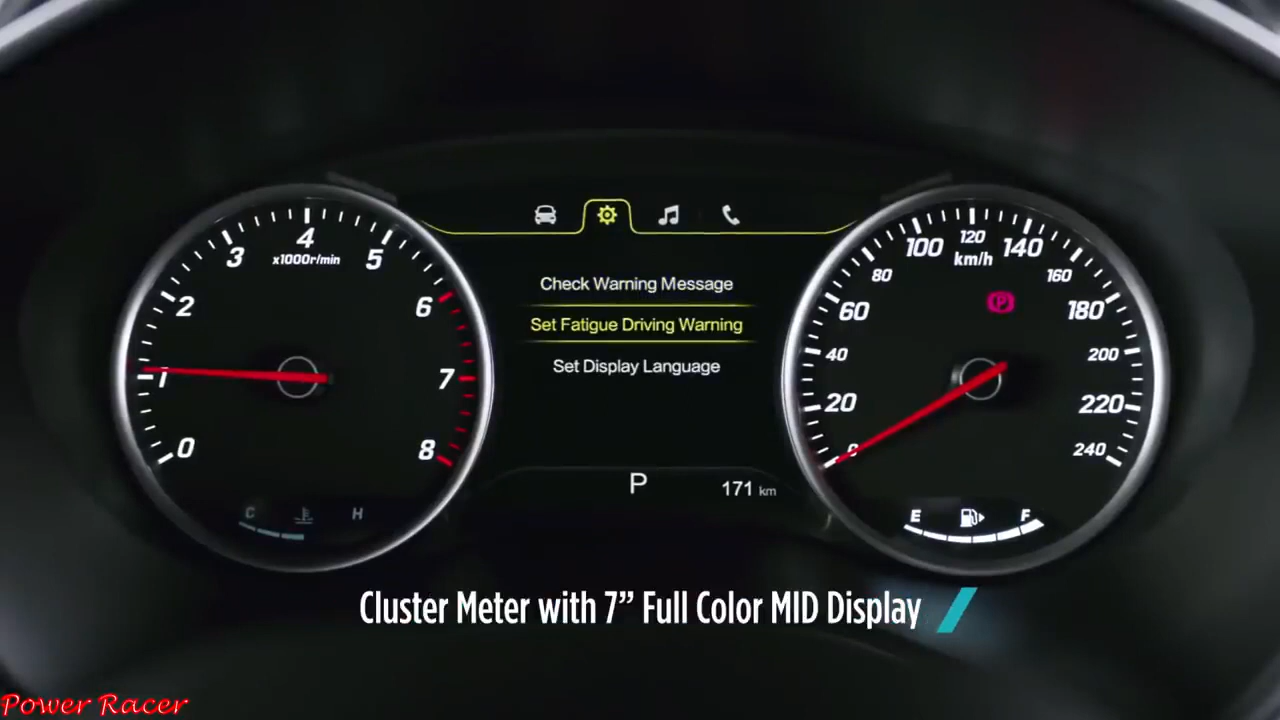 0
1
2
3
4
5
6
7
8
x1000r/min
C
H
Check Warning Message
Set Fatigue Driving Warning
Set Display Language
P
171 km
0
20
40
60
80
100
120
140
160
180
200
220
240
km/h
P
E
F
Cluster Meter with 7” Full Color MID Display
Power Racer